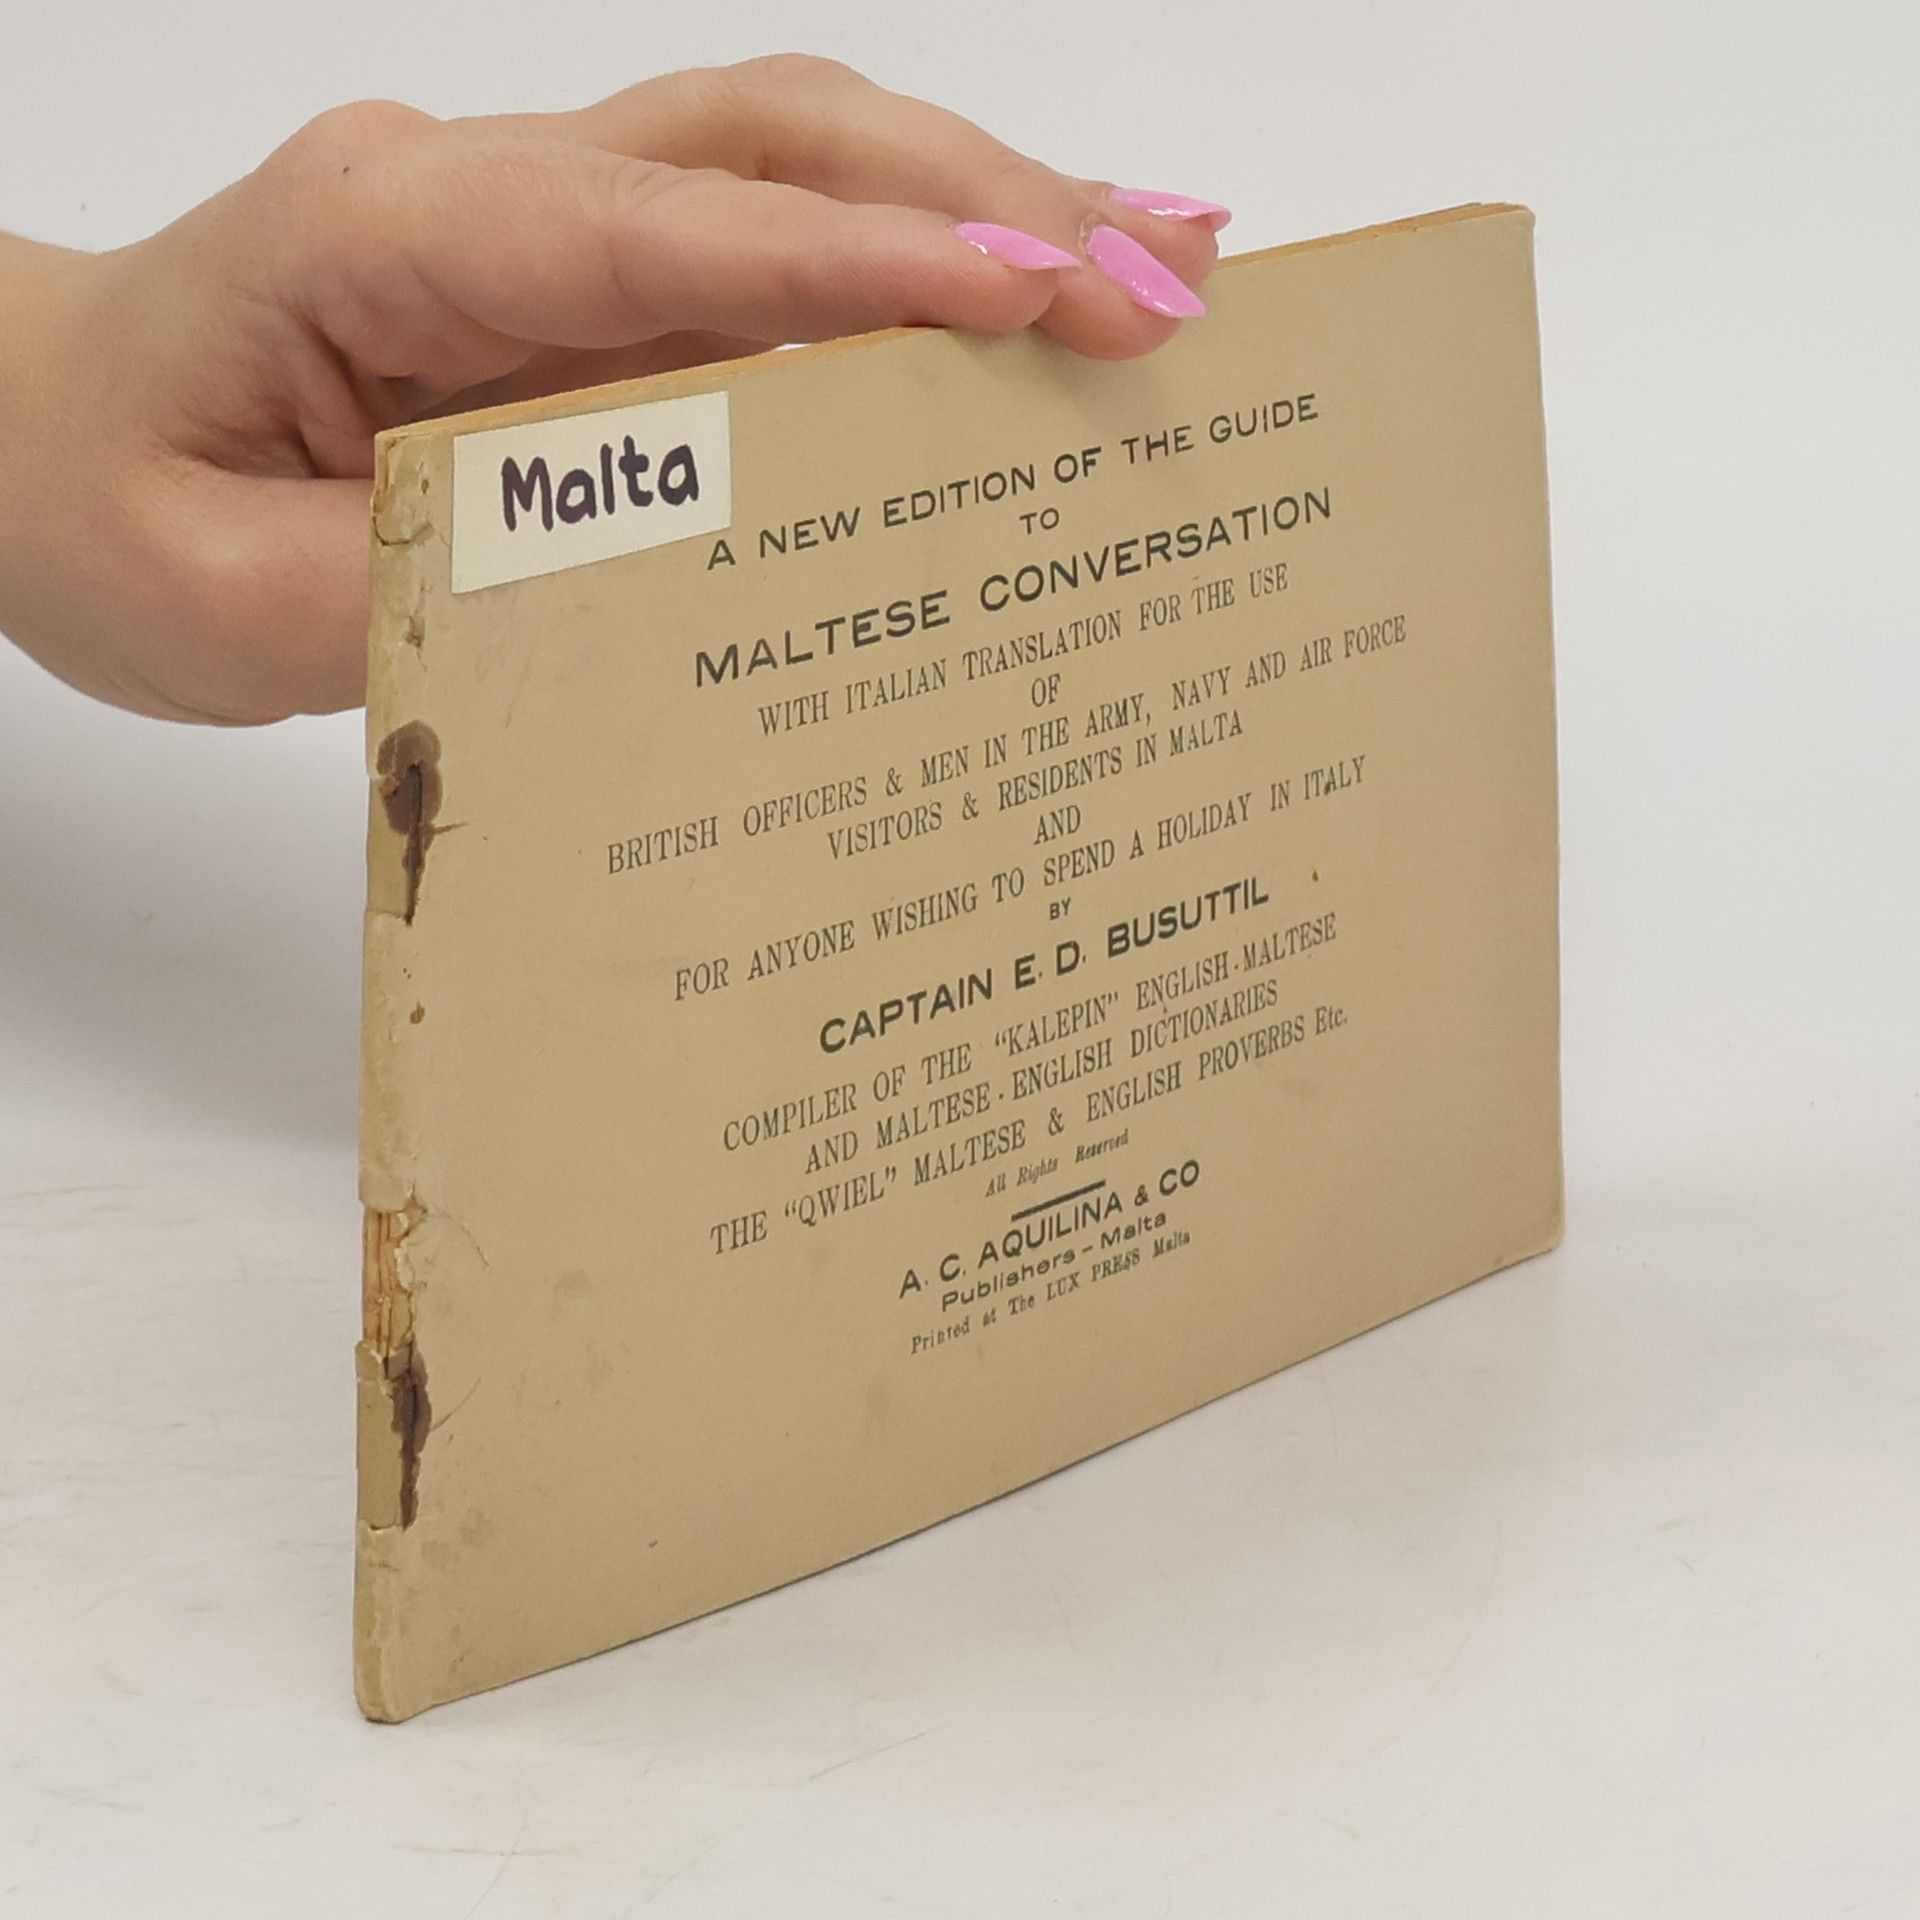 Malta
A NEW EDITION OF THE GUIDE
TO
MALTESE CONVERSATION
WITH ITALIAN TRANSLATION FOR THE USE
OF
BRITISH OFFICERS & MEN IN THE ARMY, NAVY AND AIR FORCE
VISITORS & RESIDENTS IN MALTA
AND
FOR ANYONE WISHING TO SPEND A HOLIDAY IN ITALY
BY
CAPTAIN E. D. BUSUTTIL
COMPILER OF THE "KALEPIN" ENGLISH-MALTESE
AND MALTESE-ENGLISH DICTIONARIES
THE "QWIEL" MALTESE & ENGLISH PROVERBS Etc.
All Rights Reserved
A. C. AQUILINA & CO
Publishers - Malta
Printed at The LUX PRESS Malta